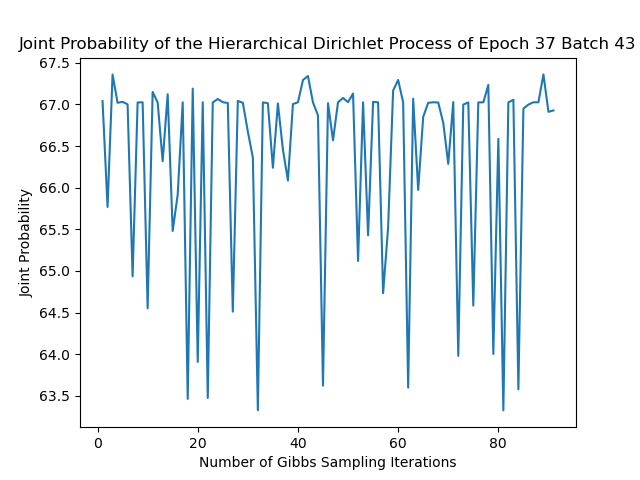 Joint Probability of the Hierarchical Dirichlet Process of Epoch 37 Batch 43
67.5
67.0
66.5
66.0
65.5
65.0
64.5
64.0
63.5
Joint Probability
0 20 40 60 80
Number of Gibbs Sampling Iterations